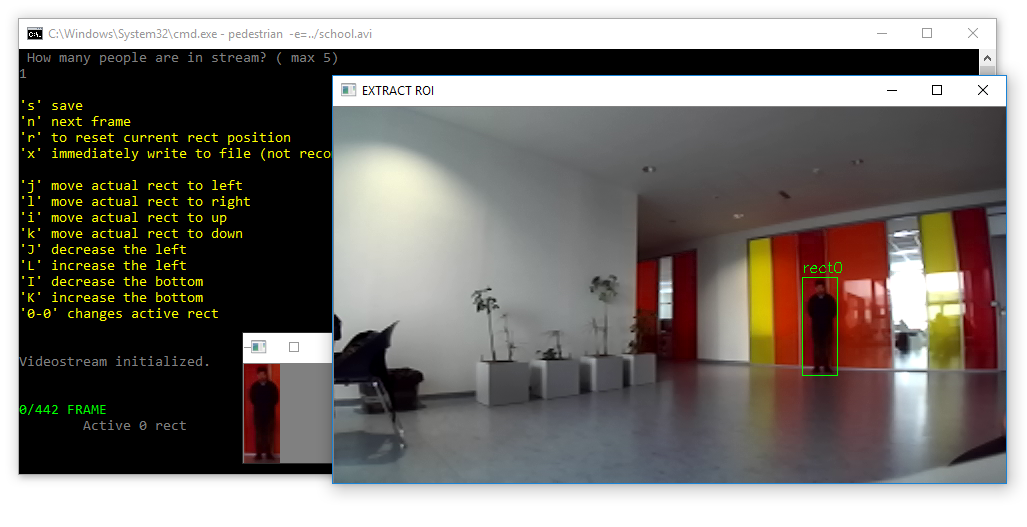 C:\Windows\System32\cmd.exe - pedestrian -e=../school.avi
How many people are in stream? ( max 5)
1
's' save
'n' next frame
'r' to reset current rect position
'x' immediately write to file (not reco
'j' move actual rect to left
'l' move actual rect to right
'i' move actual rect to up
'k' move actual rect to down
'J' decrease the left
'L' increase the left
'I' decrease the bottom
'K' increase the bottom
'0-0' changes active rect
Videostream initialized.
0/442 FRAME
Active 0 rect
EXTRACT ROI
rect0